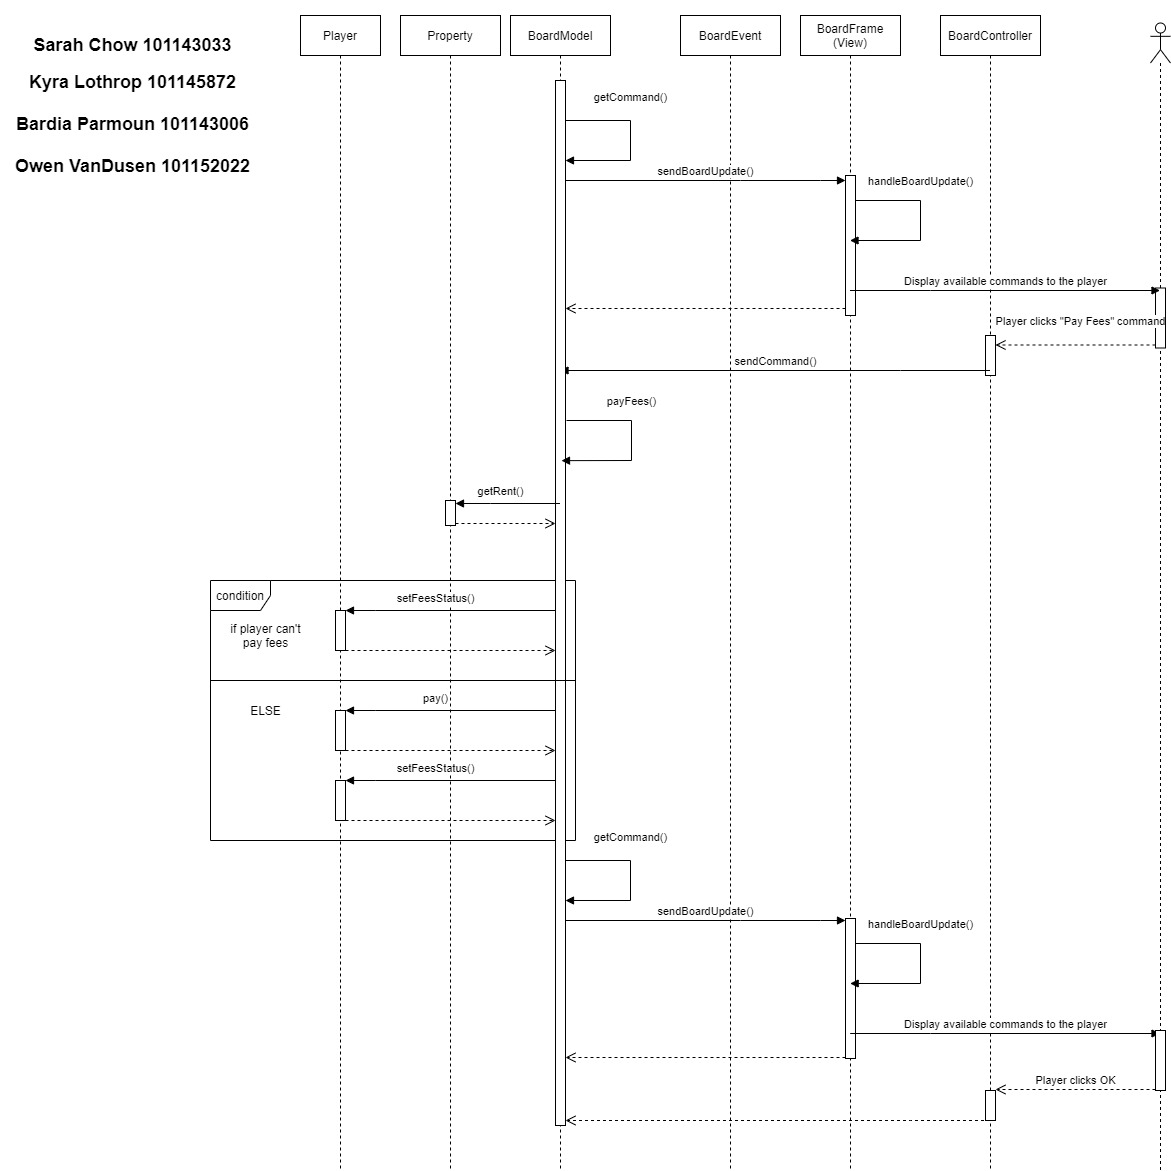 Sarah Chow 101143033
Kyra Lothrop 101145872
Bardia Parmoun 101143006
Owen VanDusen 101152022
Player
Property
BoardModel
BoardEvent
BoardFrame
(View)
BoardController
getCommand()
sendBoardUpdate()
handleBoardUpdate()
Display available commands to the player
Player clicks "Pay Fees" command
sendCommand()
payFees()
getRent()
condition
setFeesStatus()
if player can't
pay fees
ELSE
pay()
setFeesStatus()
getCommand()
sendBoardUpdate()
handleBoardUpdate()
Display available commands to the player
Player clicks OK